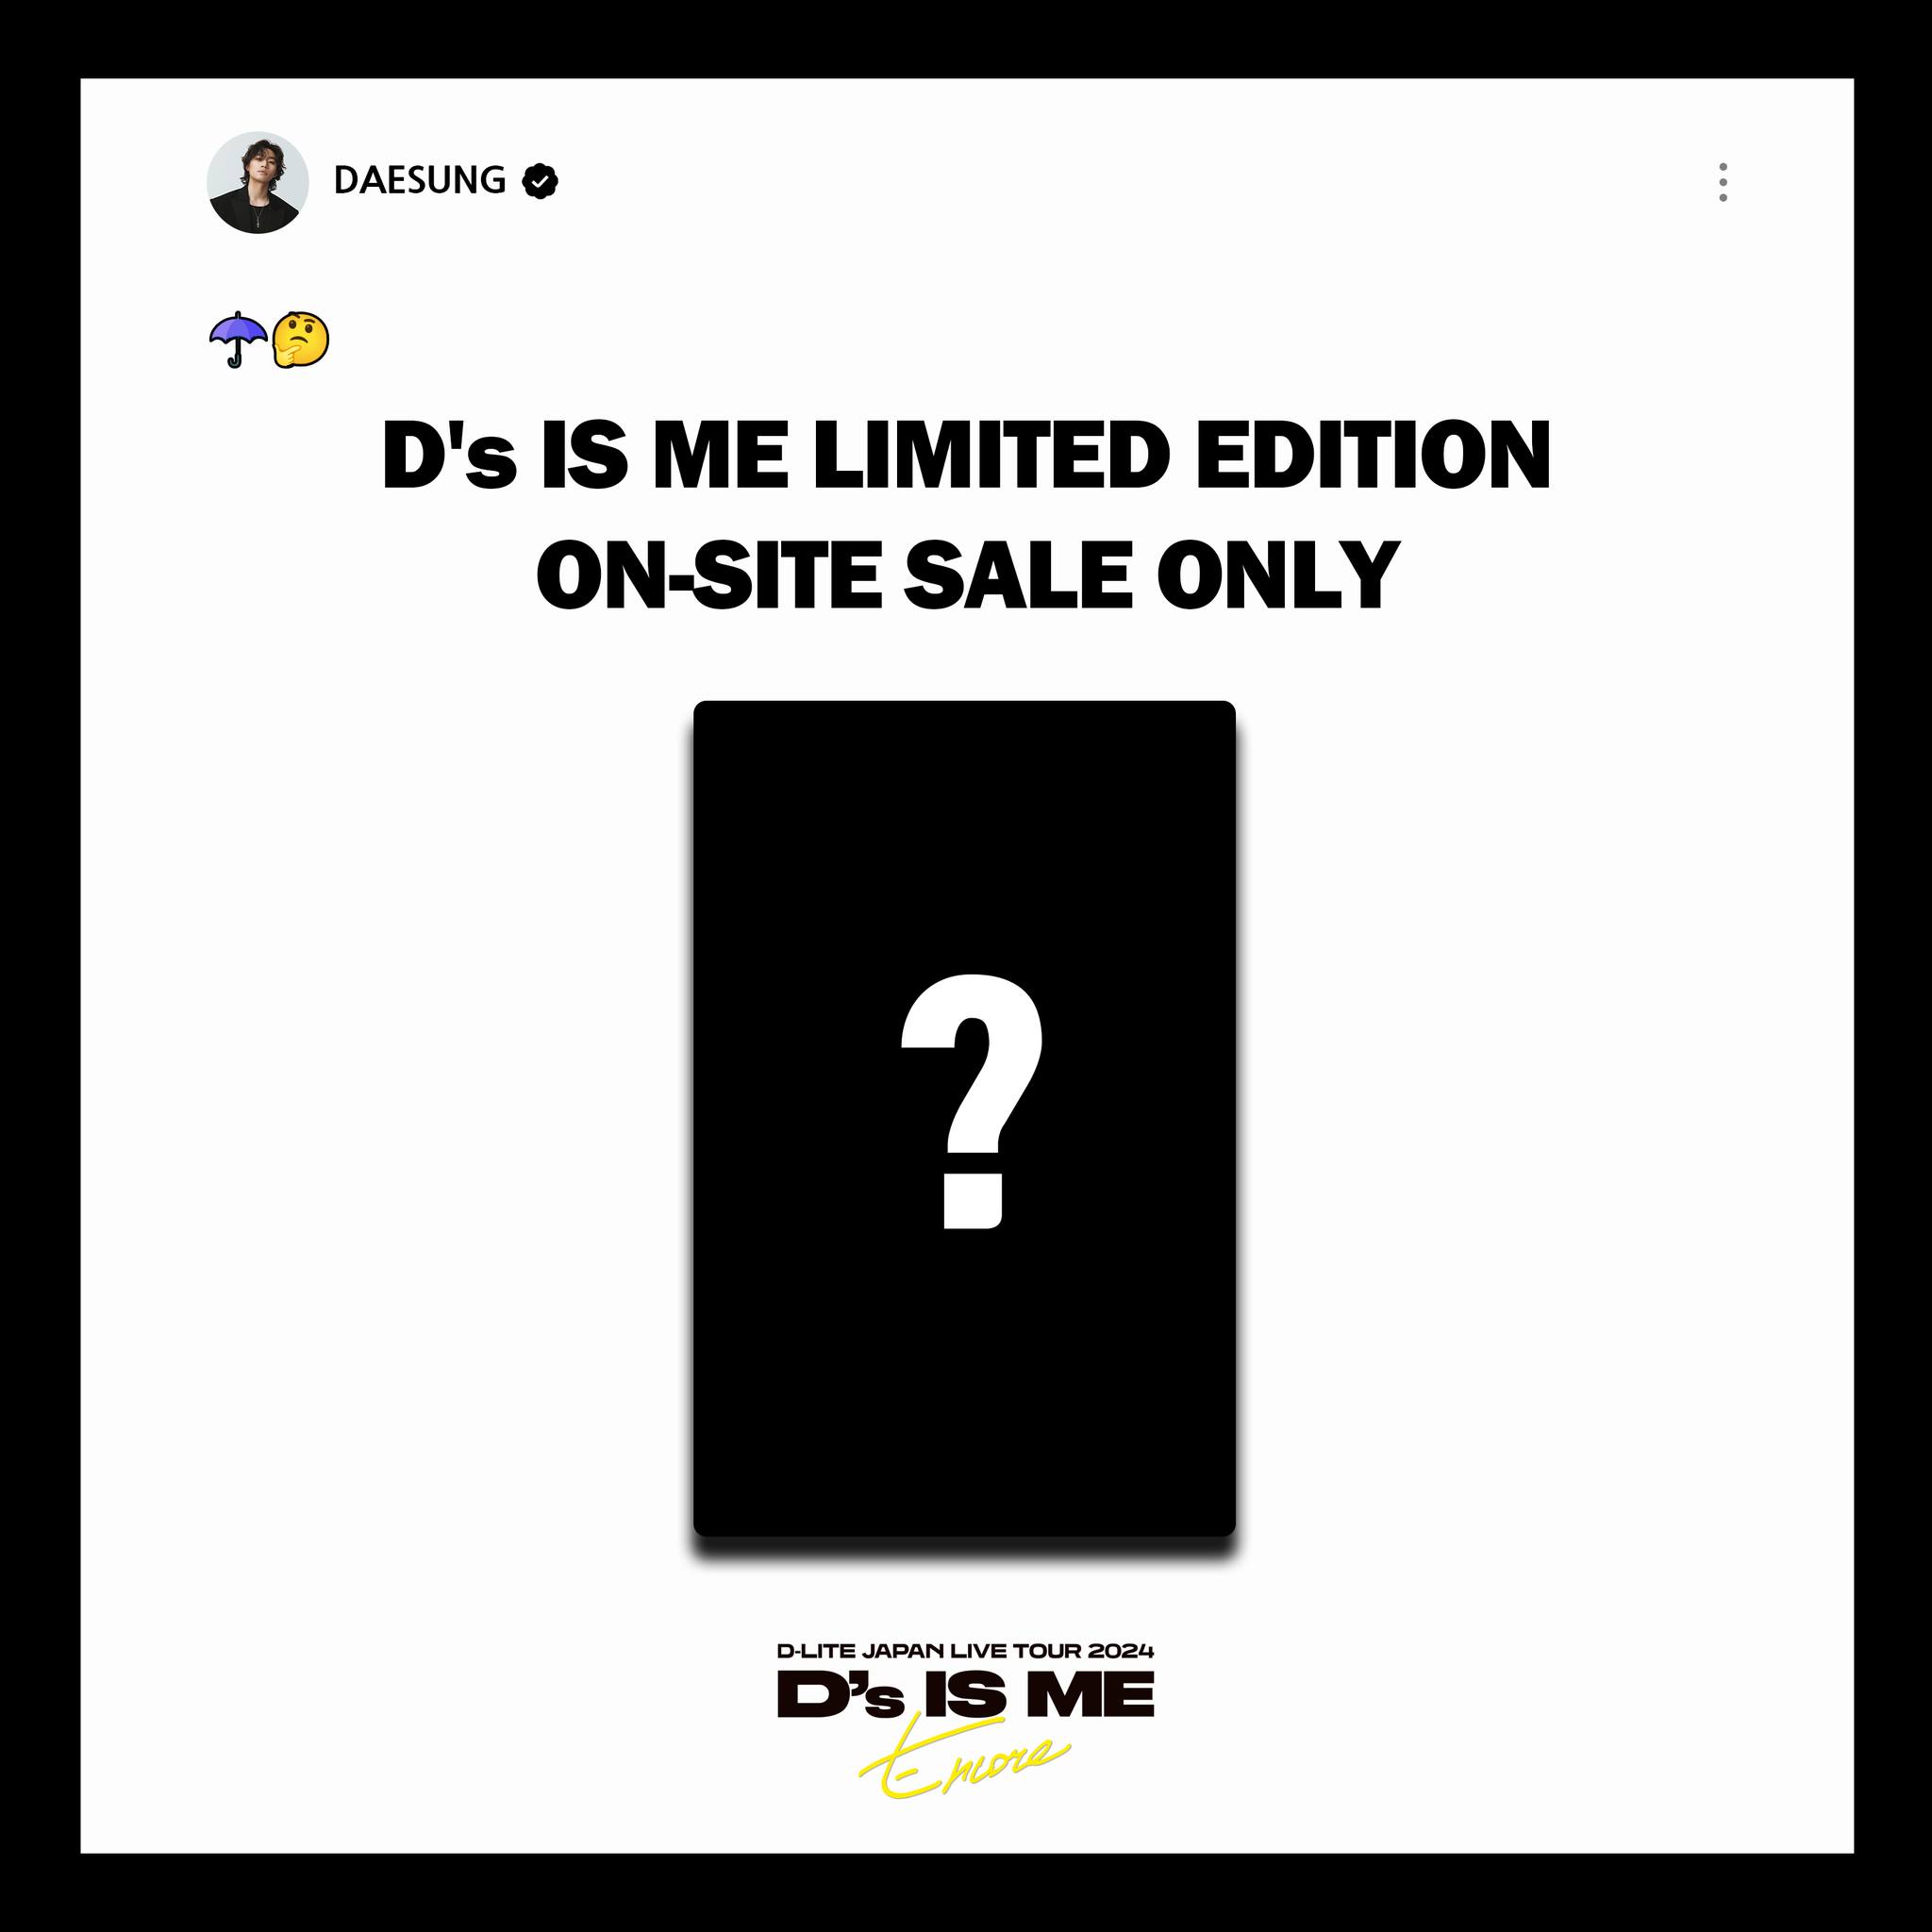 DAESUNG
☂🤔
D's IS ME LIMITED EDITION
ON-SITE SALE ONLY
?
D-LITE JAPAN LIVE TOUR 2024
D's IS ME
Encore